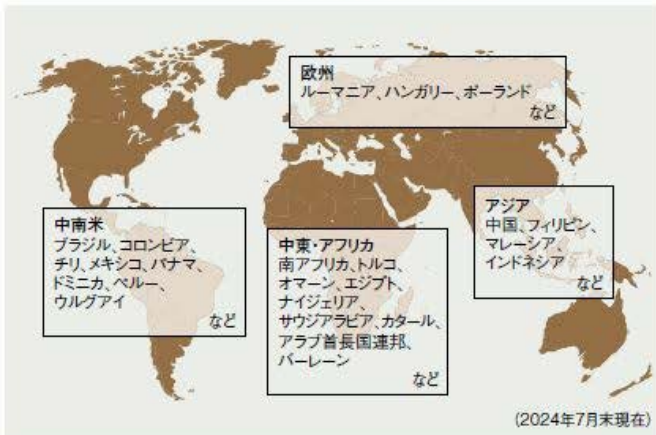 欧州
ルーマニア、ハンガリー、ポーランド
など
中南米
ブラジル、コロンビア、
チリ、メキシコ、パナマ、
ドミニカ、ペルー、
ウルグアイ
など
中東・アフリカ
南アフリカ、トルコ、
オマーン、エジプト、
ナイジェリア、
サウジアラビア、カタール、
アラブ首長国連邦、
バーレーン
など
アジア
中国、フィリピン、
マレーシア、
インドネシア
など
(2024年7月末現在)